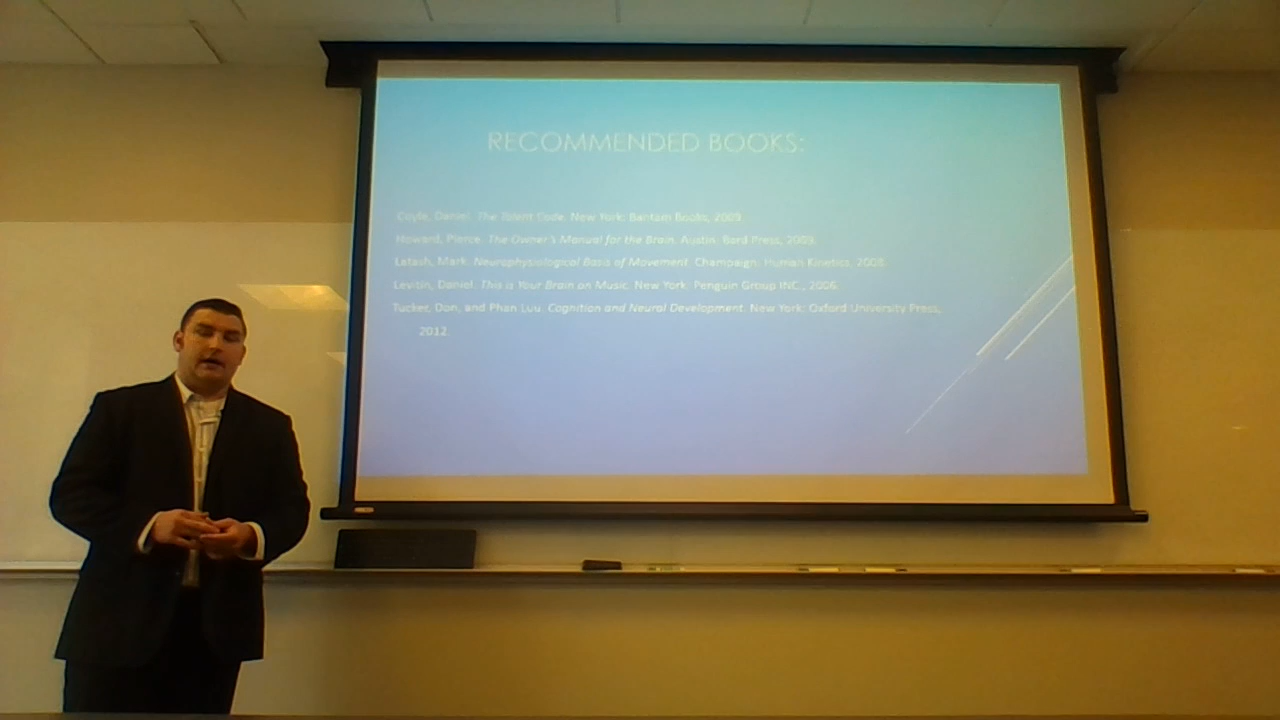 RECOMMENDED BOOKS:
Coyle, Daniel. The Talent Code. New York: Bantam Books, 2009.
Howard, Pierce. The Owner's Manual for the Brain. Austin: Bard Press, 2009.
Latash, Mark. Neurophysiological Basis of Movement. Champaign: Human Kinetics, 2008.
Levitin, Daniel. This is Your Brain on Music. New York: Penguin Group INC., 2006.
Tucker, Don, and Phan Luu. Cognition and Neural Development. New York: Oxford University Press,
2012.